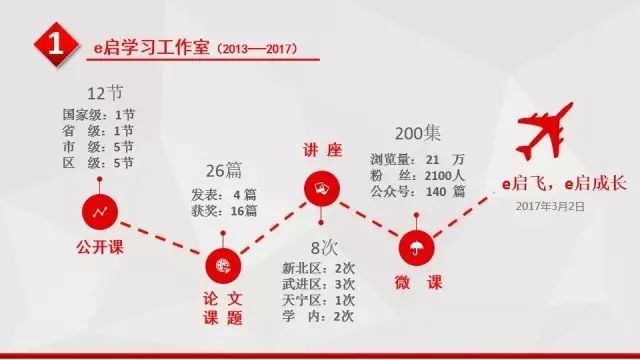 1
e启学习工作室（2013——2017）
12节
国家级：1节
省　级：1节
市　级：5节
区　级：5节
公开课
26篇
发表：4 篇
获奖：16篇
论 文
课 题
讲 座
8次
新北区：2次
武进区：3次
天宁区：1次
学　内：2次
200集
浏览量：21　万
粉　丝：2100人
公众号：140 篇
微　课
e启飞，e启成长
2017年3月2日